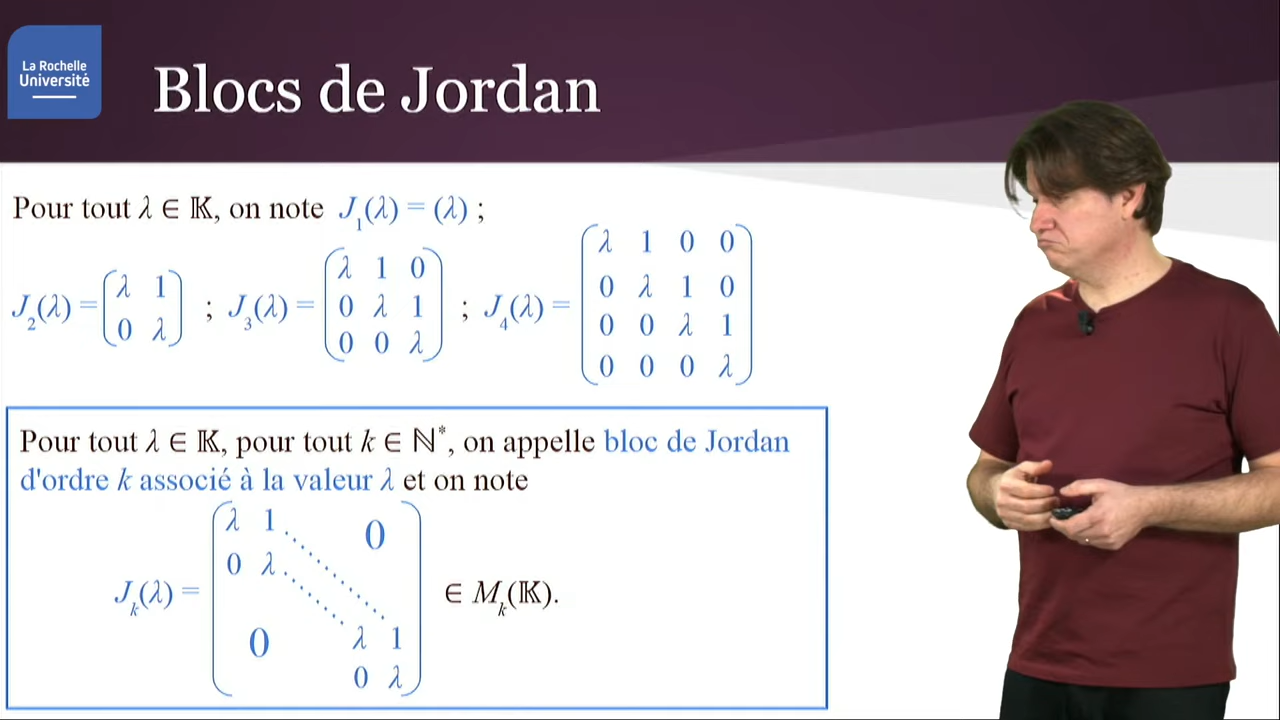 La Rochelle
Université
Blocs de Jordan
Pour tout λ ∈ 𝕂, on note J₁(λ) = (λ) ;
J₂(λ) = (λ 1
0 λ) ; J₃(λ) = (λ 1 0
0 λ 1
0 0 λ) ; J₄(λ) = (λ 1 0 0
0 λ 1 0
0 0 λ 1
0 0 0 λ)
Pour tout λ ∈ 𝕂, pour tout k ∈ ℕ*, on appelle bloc de Jordan
d'ordre k associé à la valeur λ et on note
J_k(λ) = (λ 1 ... 0
0 λ ...
0 λ 1
0 λ) ∈ M_k(𝕂).